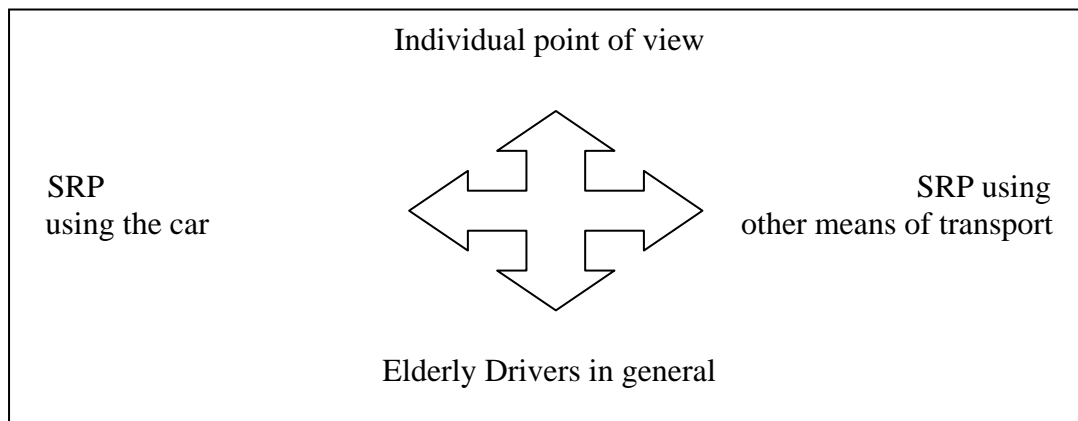 Individual point of view
SRP
using the car
SRP using
other means of transport
Elderly Drivers in general